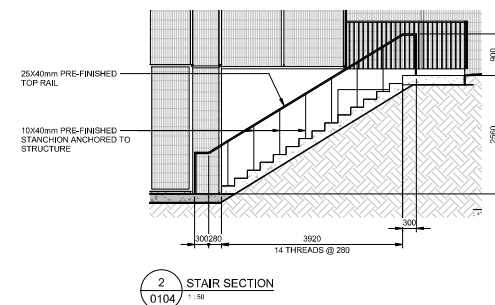 25X40mm PRE-FINISHED
TOP RAIL
10X40mm PRE-FINISHED
STANCHION ANCHORED TO
STRUCTURE
900
2560
300
300
280
3920
14 THREADS @ 280
2
0104
STAIR SECTION
1 : 50